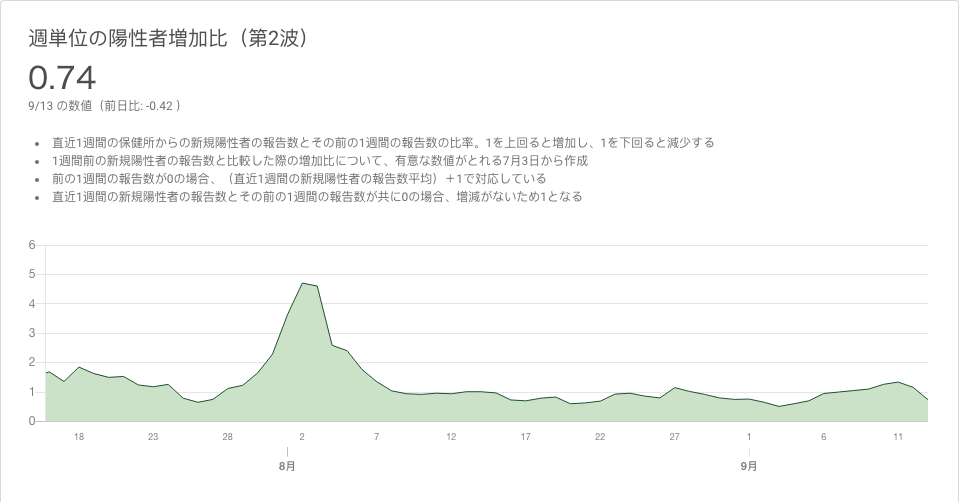 週単位の陽性者増加比（第2波）
0.74
9/13 の数値（前日比: -0.42 ）
• 直近1週間の保健所からの新規陽性者の報告数とその前の1週間の報告数の比率。1を上回ると増加し、1を下回ると減少する
• 1週間前の新規陽性者の報告数と比較した際の増加比について、有意な数値がとれる7月3日から作成
• 前の1週間の報告数が0の場合、（直近1週間の新規陽性者の報告数平均）＋1で対応している
• 直近1週間の新規陽性者の報告数とその前の1週間の報告数が共に0の場合、増減がないため1となる
6
5
4
3
2
1
0
18 23 28 2 7 12 17 22 27 1 6 11
8月 9月